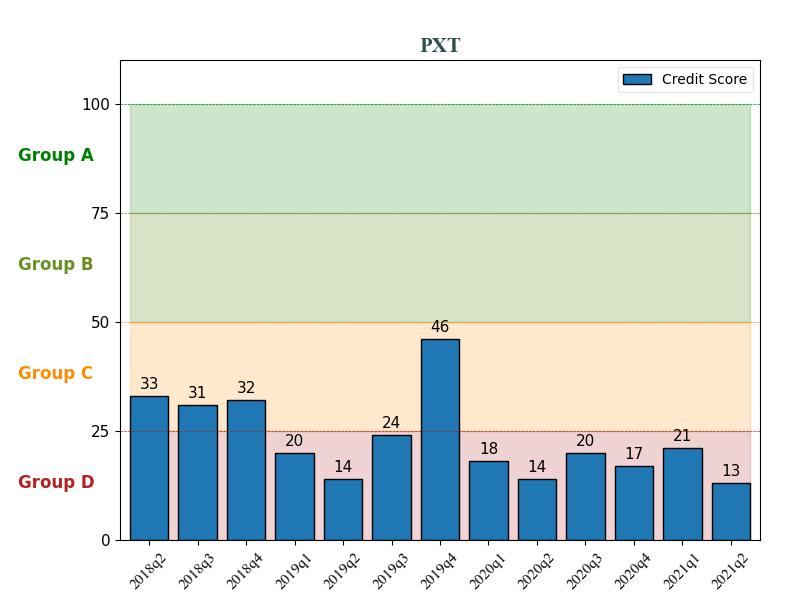 PXT
Credit Score
100
Group A
75
Group B
50
46
Group C
33
31
32
25
24
20
14
18
14
20
17
21
13
Group D
0
2018q2
2018q3
2018q4
2019q1
2019q2
2019q3
2019q4
2020q1
2020q2
2020q3
2020q4
2021q1
2021q2